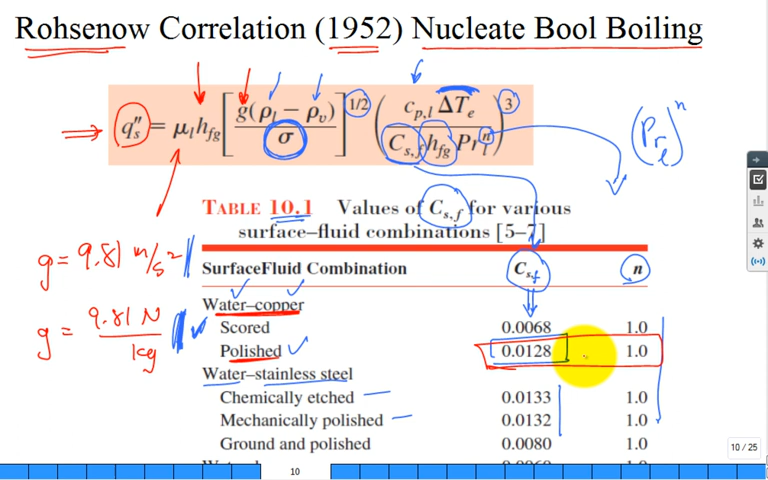 Rohsenow Correlation (1952) Nucleate Bool Boiling
q″s = μl hfg [ g(ρl − ρv) / σ ]^1/2 ( cp,l ΔTe / Cs,f hfg Pr l^n )^3
(Prl)^n
TABLE 10.1 Values of Cs,f for various
surface–fluid combinations [5–7]
g = 9.81 m/s²
SurfaceFluid Combination Cs,f n
Water–copper
g = 9.81 N / kg
Scored 0.0068 1.0
Polished 0.0128 1.0
Water–stainless steel
Chemically etched 0.0133 1.0
Mechanically polished 0.0132 1.0
Ground and polished 0.0080 1.0
10 / 25
10